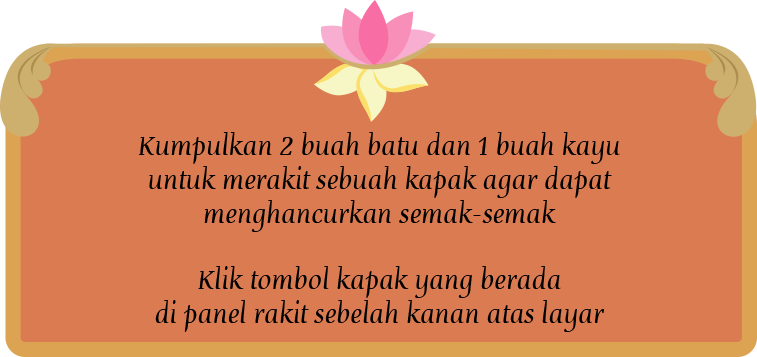 Kumpulkan 2 buah batu dan 1 buah kayu
untuk merakit sebuah kapak agar dapat
menghancurkan semak-semak
Klik tombol kapak yang berada
di panel rakit sebelah kanan atas layar